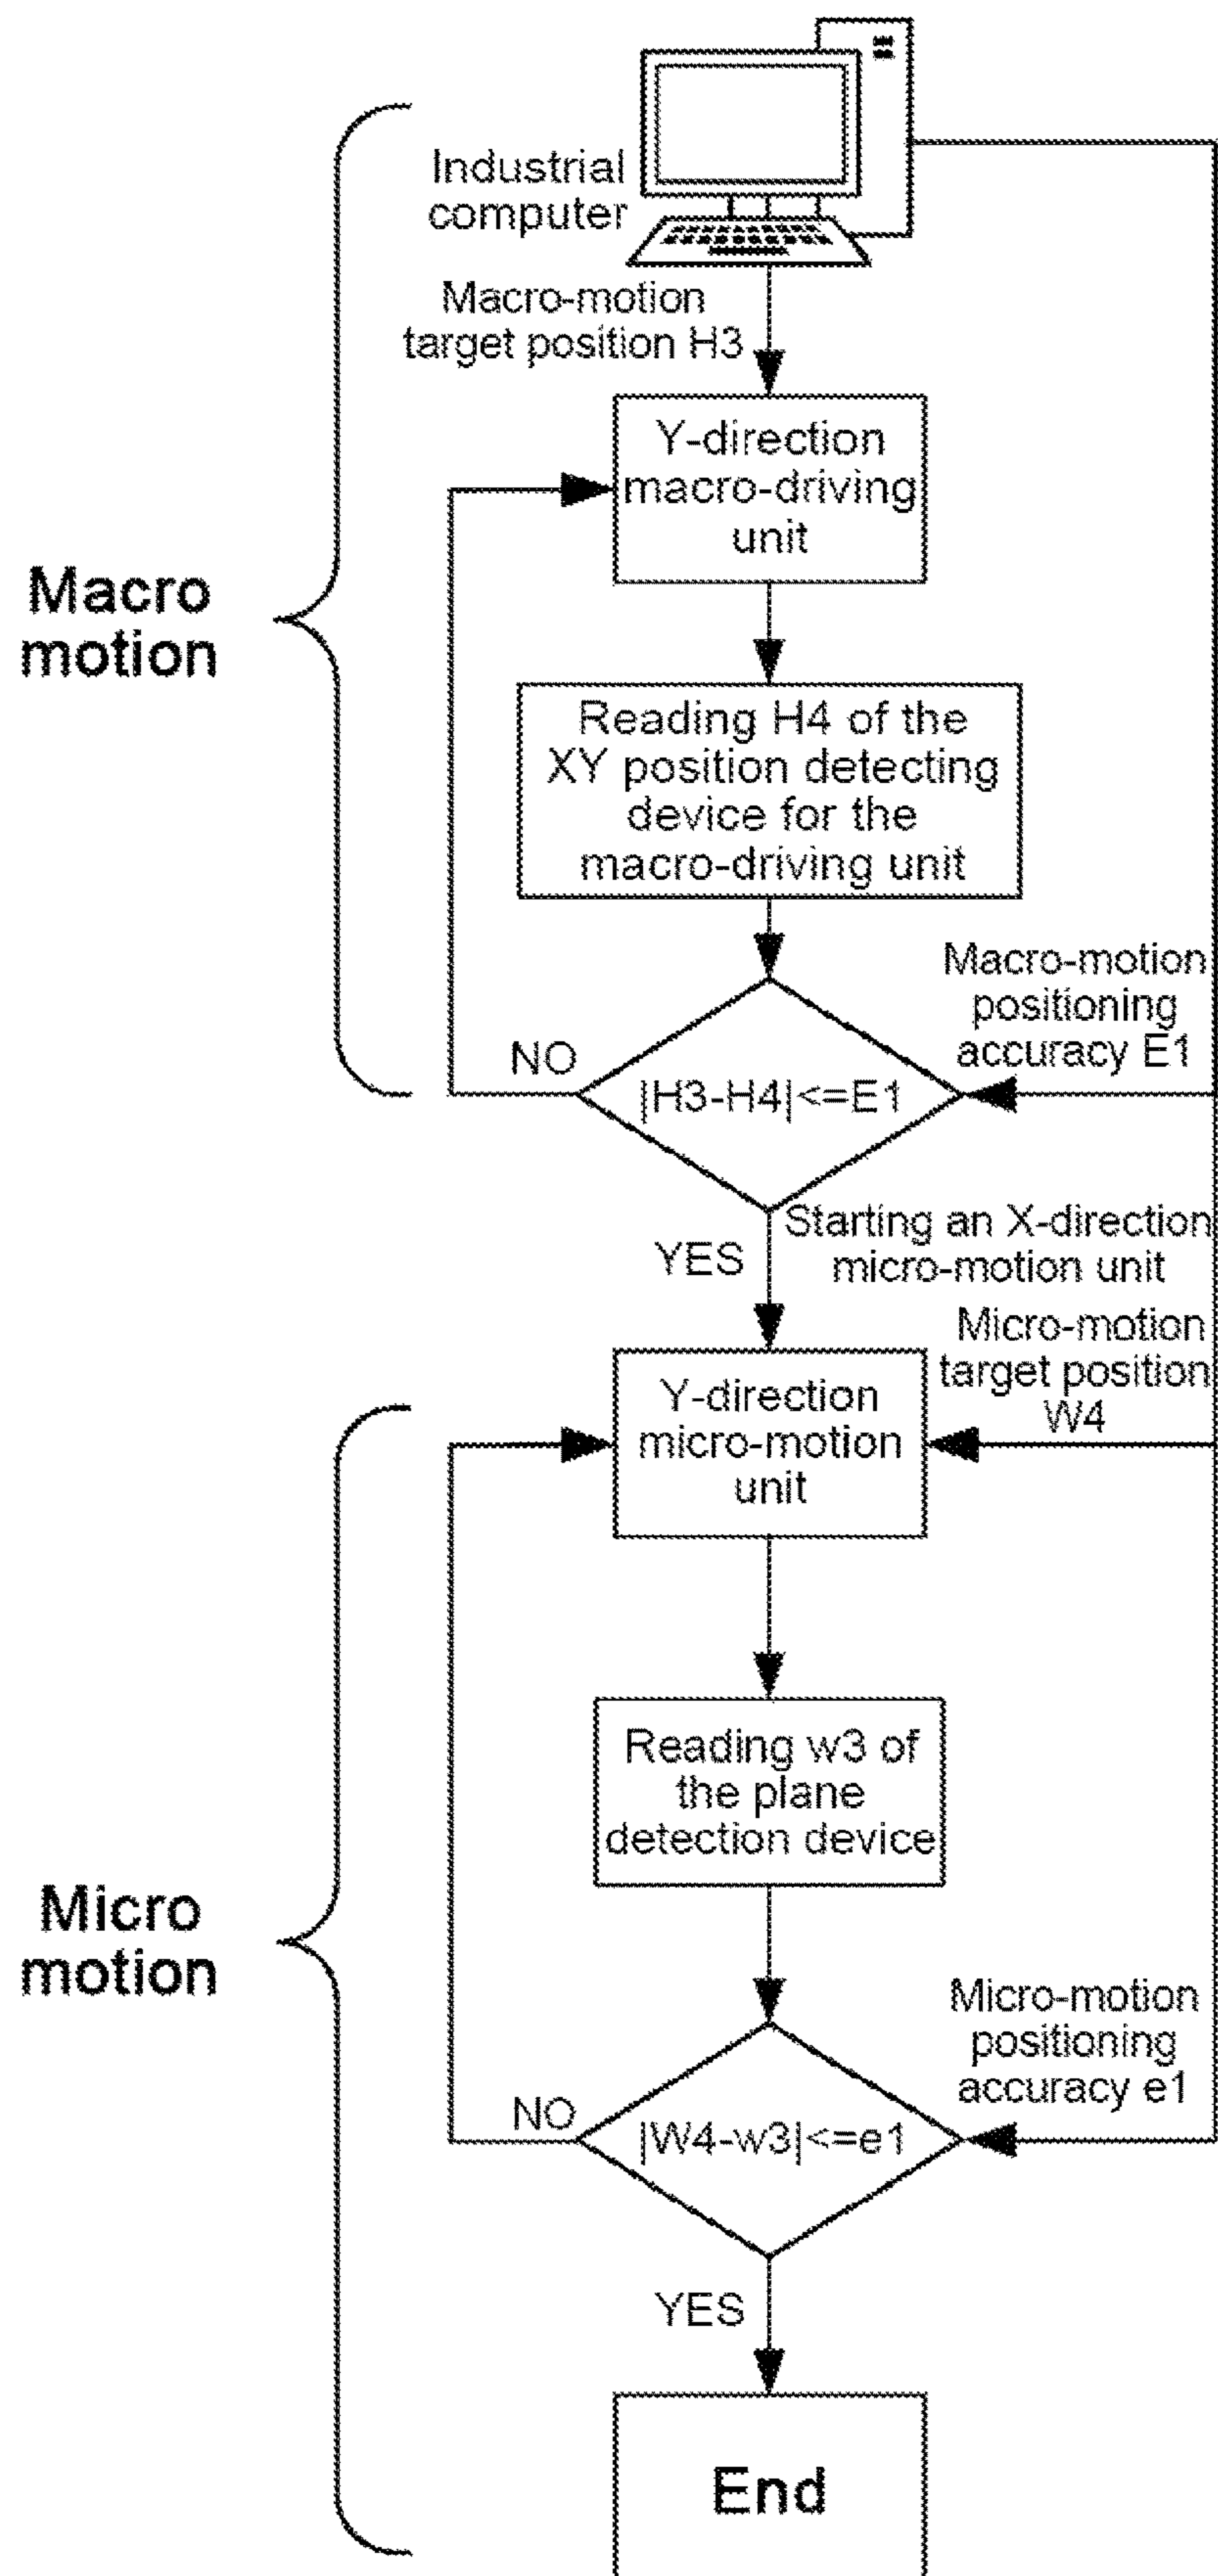 Industrial
computer
Macro-motion
target position H3
Y-direction
macro-driving
unit
Macro
motion
Reading H4 of the
XY position detecting
device for the
macro-driving unit
Macro-motion
positioning
accuracy E1
NO
|H3-H4|<=E1
YES
Starting an X-direction
micro-motion unit
Micro-motion
target position
W4
Y-direction
micro-motion
unit
Reading w3 of
the plane
detection device
Micro
motion
Micro-motion
positioning
accuracy e1
NO
|W4-w3|<=e1
YES
End